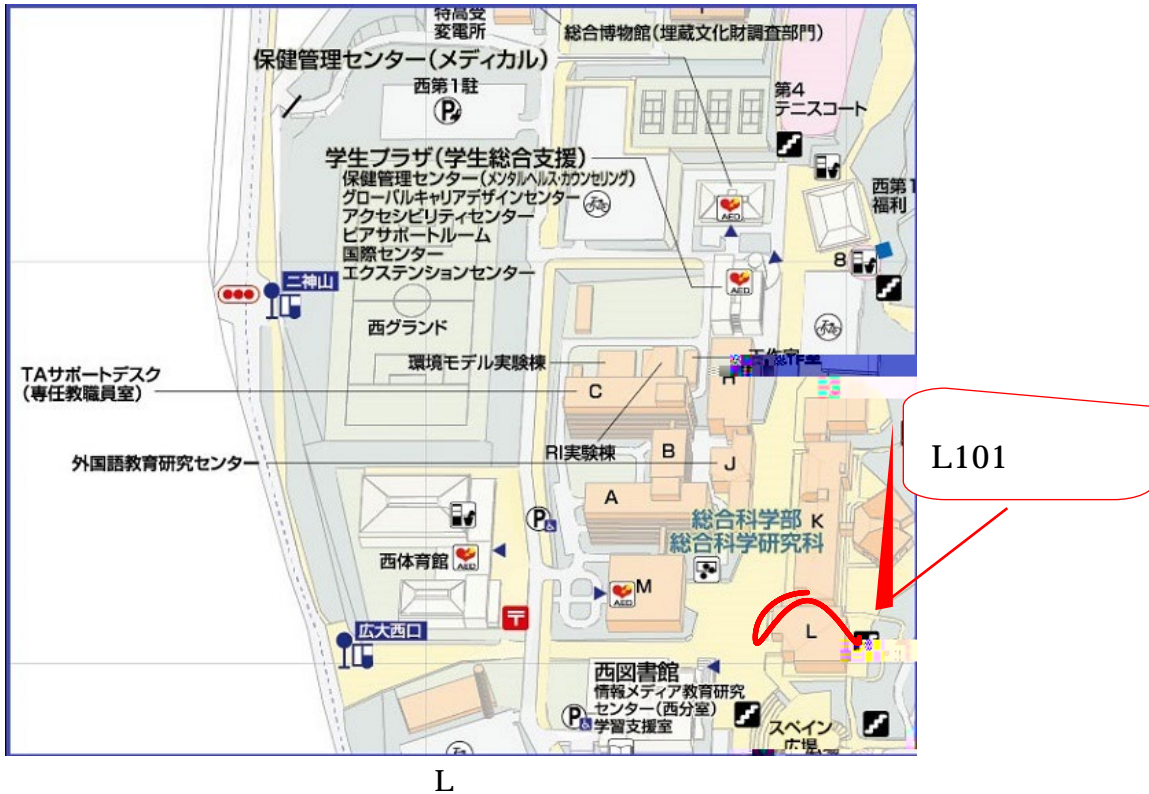 特高受
変電所
総合博物館(埋蔵文化財調査部門)
保健管理センター(メディカル)
西第1駐
P
第4
テニスコート
学生プラザ(学生総合支援)
保健管理センター(メンタルヘルス・カウンセリング)
グローバルキャリアデザインセンター
アクセシビリティセンター
ピアサポートルーム
国際センター
エクステンションセンター
AED
西第1
福利
8
AED
二神山
西グランド
環境モデル実験棟
TAサポートデスク
(専任教職員室)
C
H
L101
RI実験棟
B
J
外国語教育研究センター
A
P
総合科学部
総合科学研究科
K
西体育館
AED
AED
M
〒
広大西口
L
西図書館
情報メディア教育研究
センター(西分室)
学習支援室
P
スペイン
広場
L